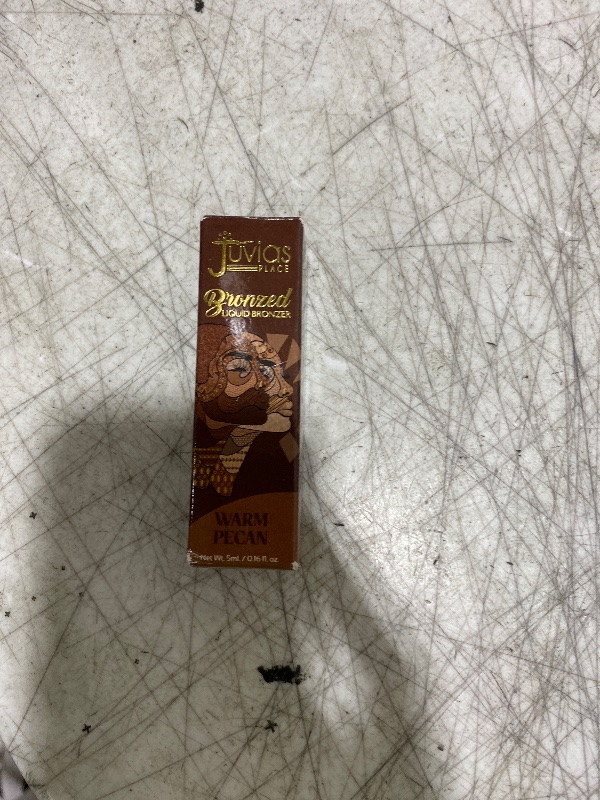 Juvias
PLACE
Bronzed
LIQUID BRONZER
WARM
PECAN
Net Wt. 5ml / 0.16 fl. oz.